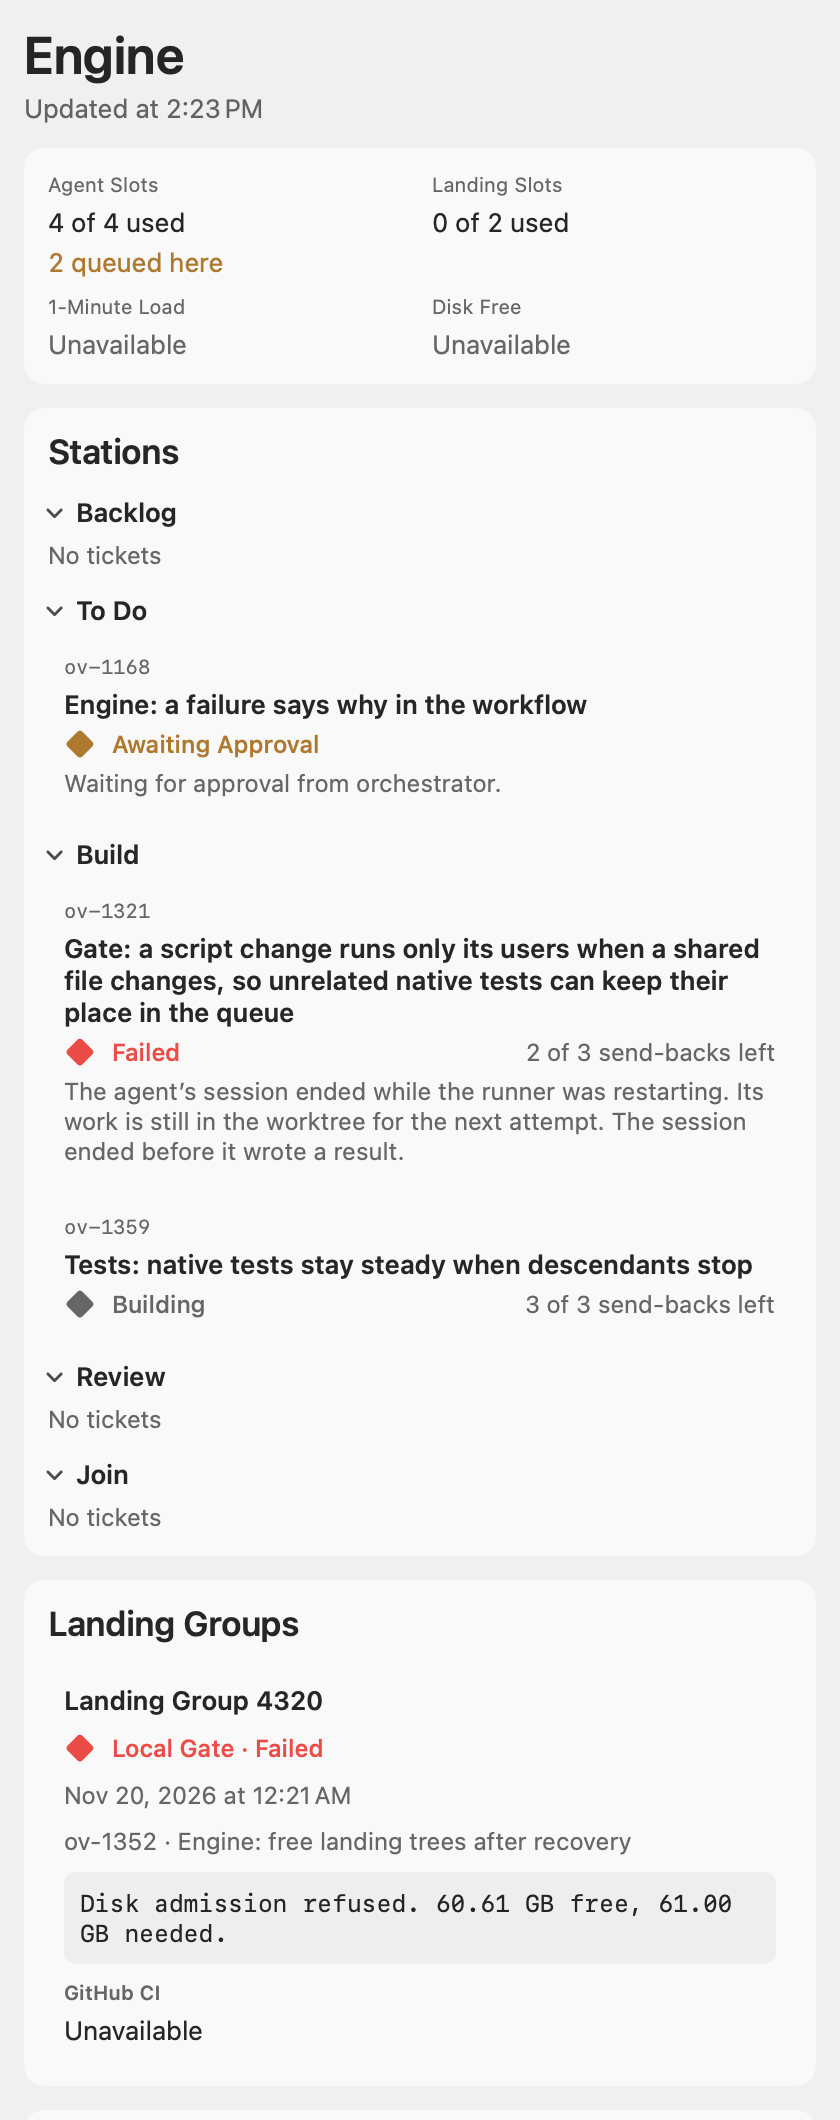 Engine
Updated at 2:23 PM
Agent Slots
4 of 4 used
2 queued here
Landing Slots
0 of 2 used
1-Minute Load
Unavailable
Disk Free
Unavailable
Stations
Backlog
No tickets
To Do
ov-1168
Engine: a failure says why in the workflow
Awaiting Approval
Waiting for approval from orchestrator.
Build
ov-1321
Gate: a script change runs only its users when a shared
file changes, so unrelated native tests can keep their
place in the queue
Failed
2 of 3 send-backs left
The agent’s session ended while the runner was restarting. Its
work is still in the worktree for the next attempt. The session
ended before it wrote a result.
ov-1359
Tests: native tests stay steady when descendants stop
Building
3 of 3 send-backs left
Review
No tickets
Join
No tickets
Landing Groups
Landing Group 4320
Local Gate · Failed
Nov 20, 2026 at 12:21 AM
ov-1352 · Engine: free landing trees after recovery
Disk admission refused. 60.61 GB free, 61.00
GB needed.
GitHub CI
Unavailable